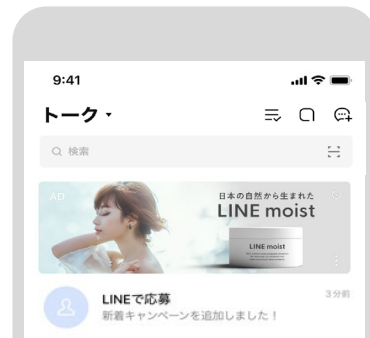 9:41
トーク
検索
AD
日本の自然から生まれた
LINE moist
LINE moist
LINEで応募
3分前
新着キャンペーンを追加しました！